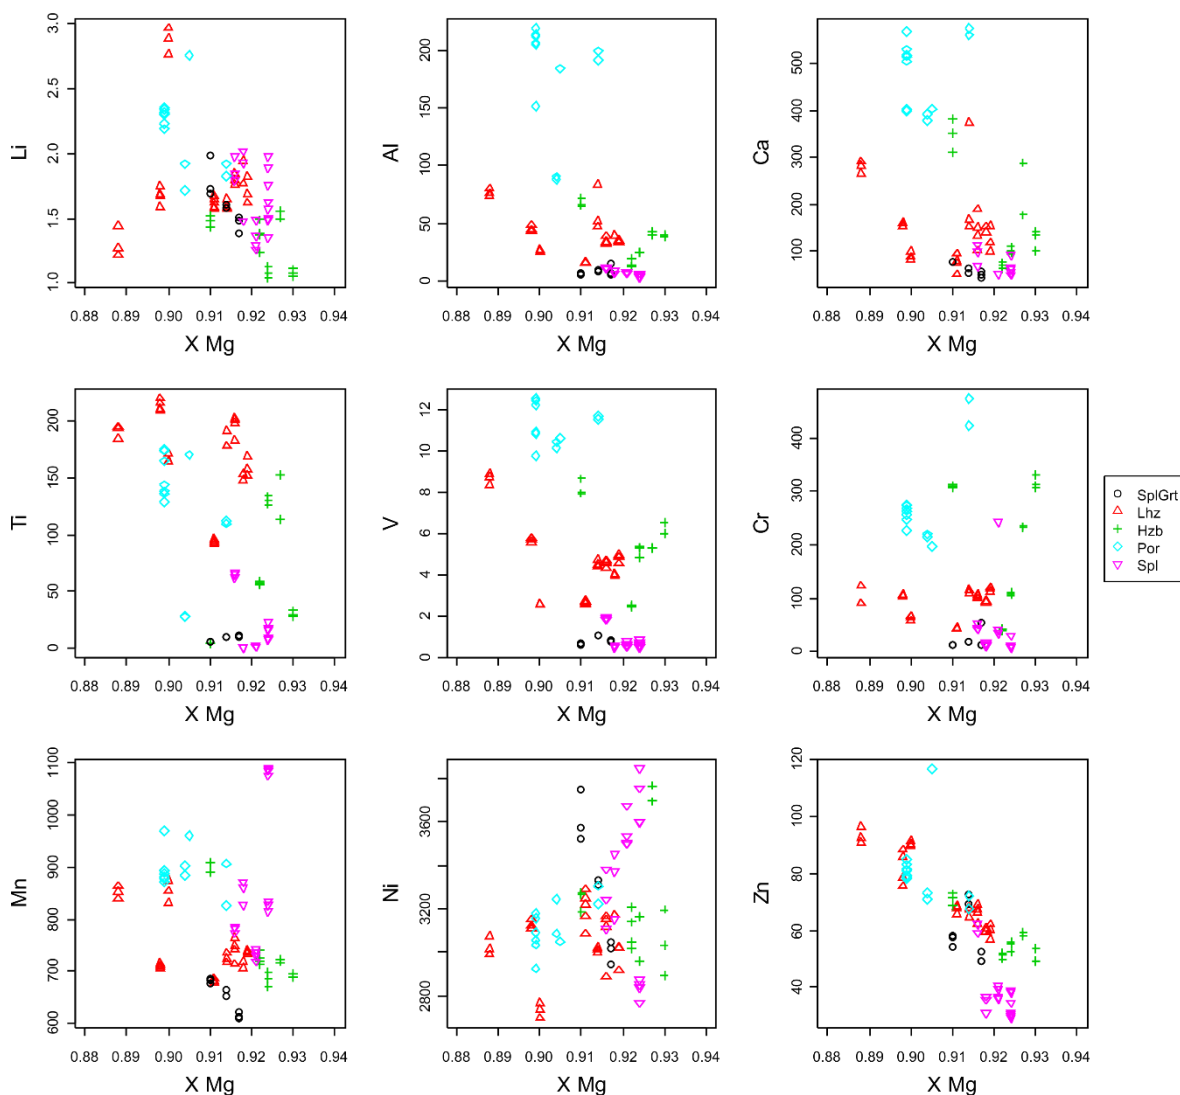 Li
1.0 1.5 2.0 2.5 3.0
0.88 0.89 0.90 0.91 0.92 0.93 0.94
X Mg
Al
0 50 100 150 200
0.88 0.89 0.90 0.91 0.92 0.93 0.94
X Mg
Ca
100 200 300 400 500
0.88 0.89 0.90 0.91 0.92 0.93 0.94
X Mg
Ti
0 50 100 150 200
0.88 0.89 0.90 0.91 0.92 0.93 0.94
X Mg
V
0 2 4 6 8 10 12
0.88 0.89 0.90 0.91 0.92 0.93 0.94
X Mg
Cr
0 100 200 300 400
0.88 0.89 0.90 0.91 0.92 0.93 0.94
X Mg
SplGrt
Lhz
Hzb
Por
Spl
Mn
600 700 800 900 1000 1100
0.88 0.89 0.90 0.91 0.92 0.93 0.94
X Mg
Ni
2800 3200 3600
0.88 0.89 0.90 0.91 0.92 0.93 0.94
X Mg
Zn
40 60 80 100 120
0.88 0.89 0.90 0.91 0.92 0.93 0.94
X Mg